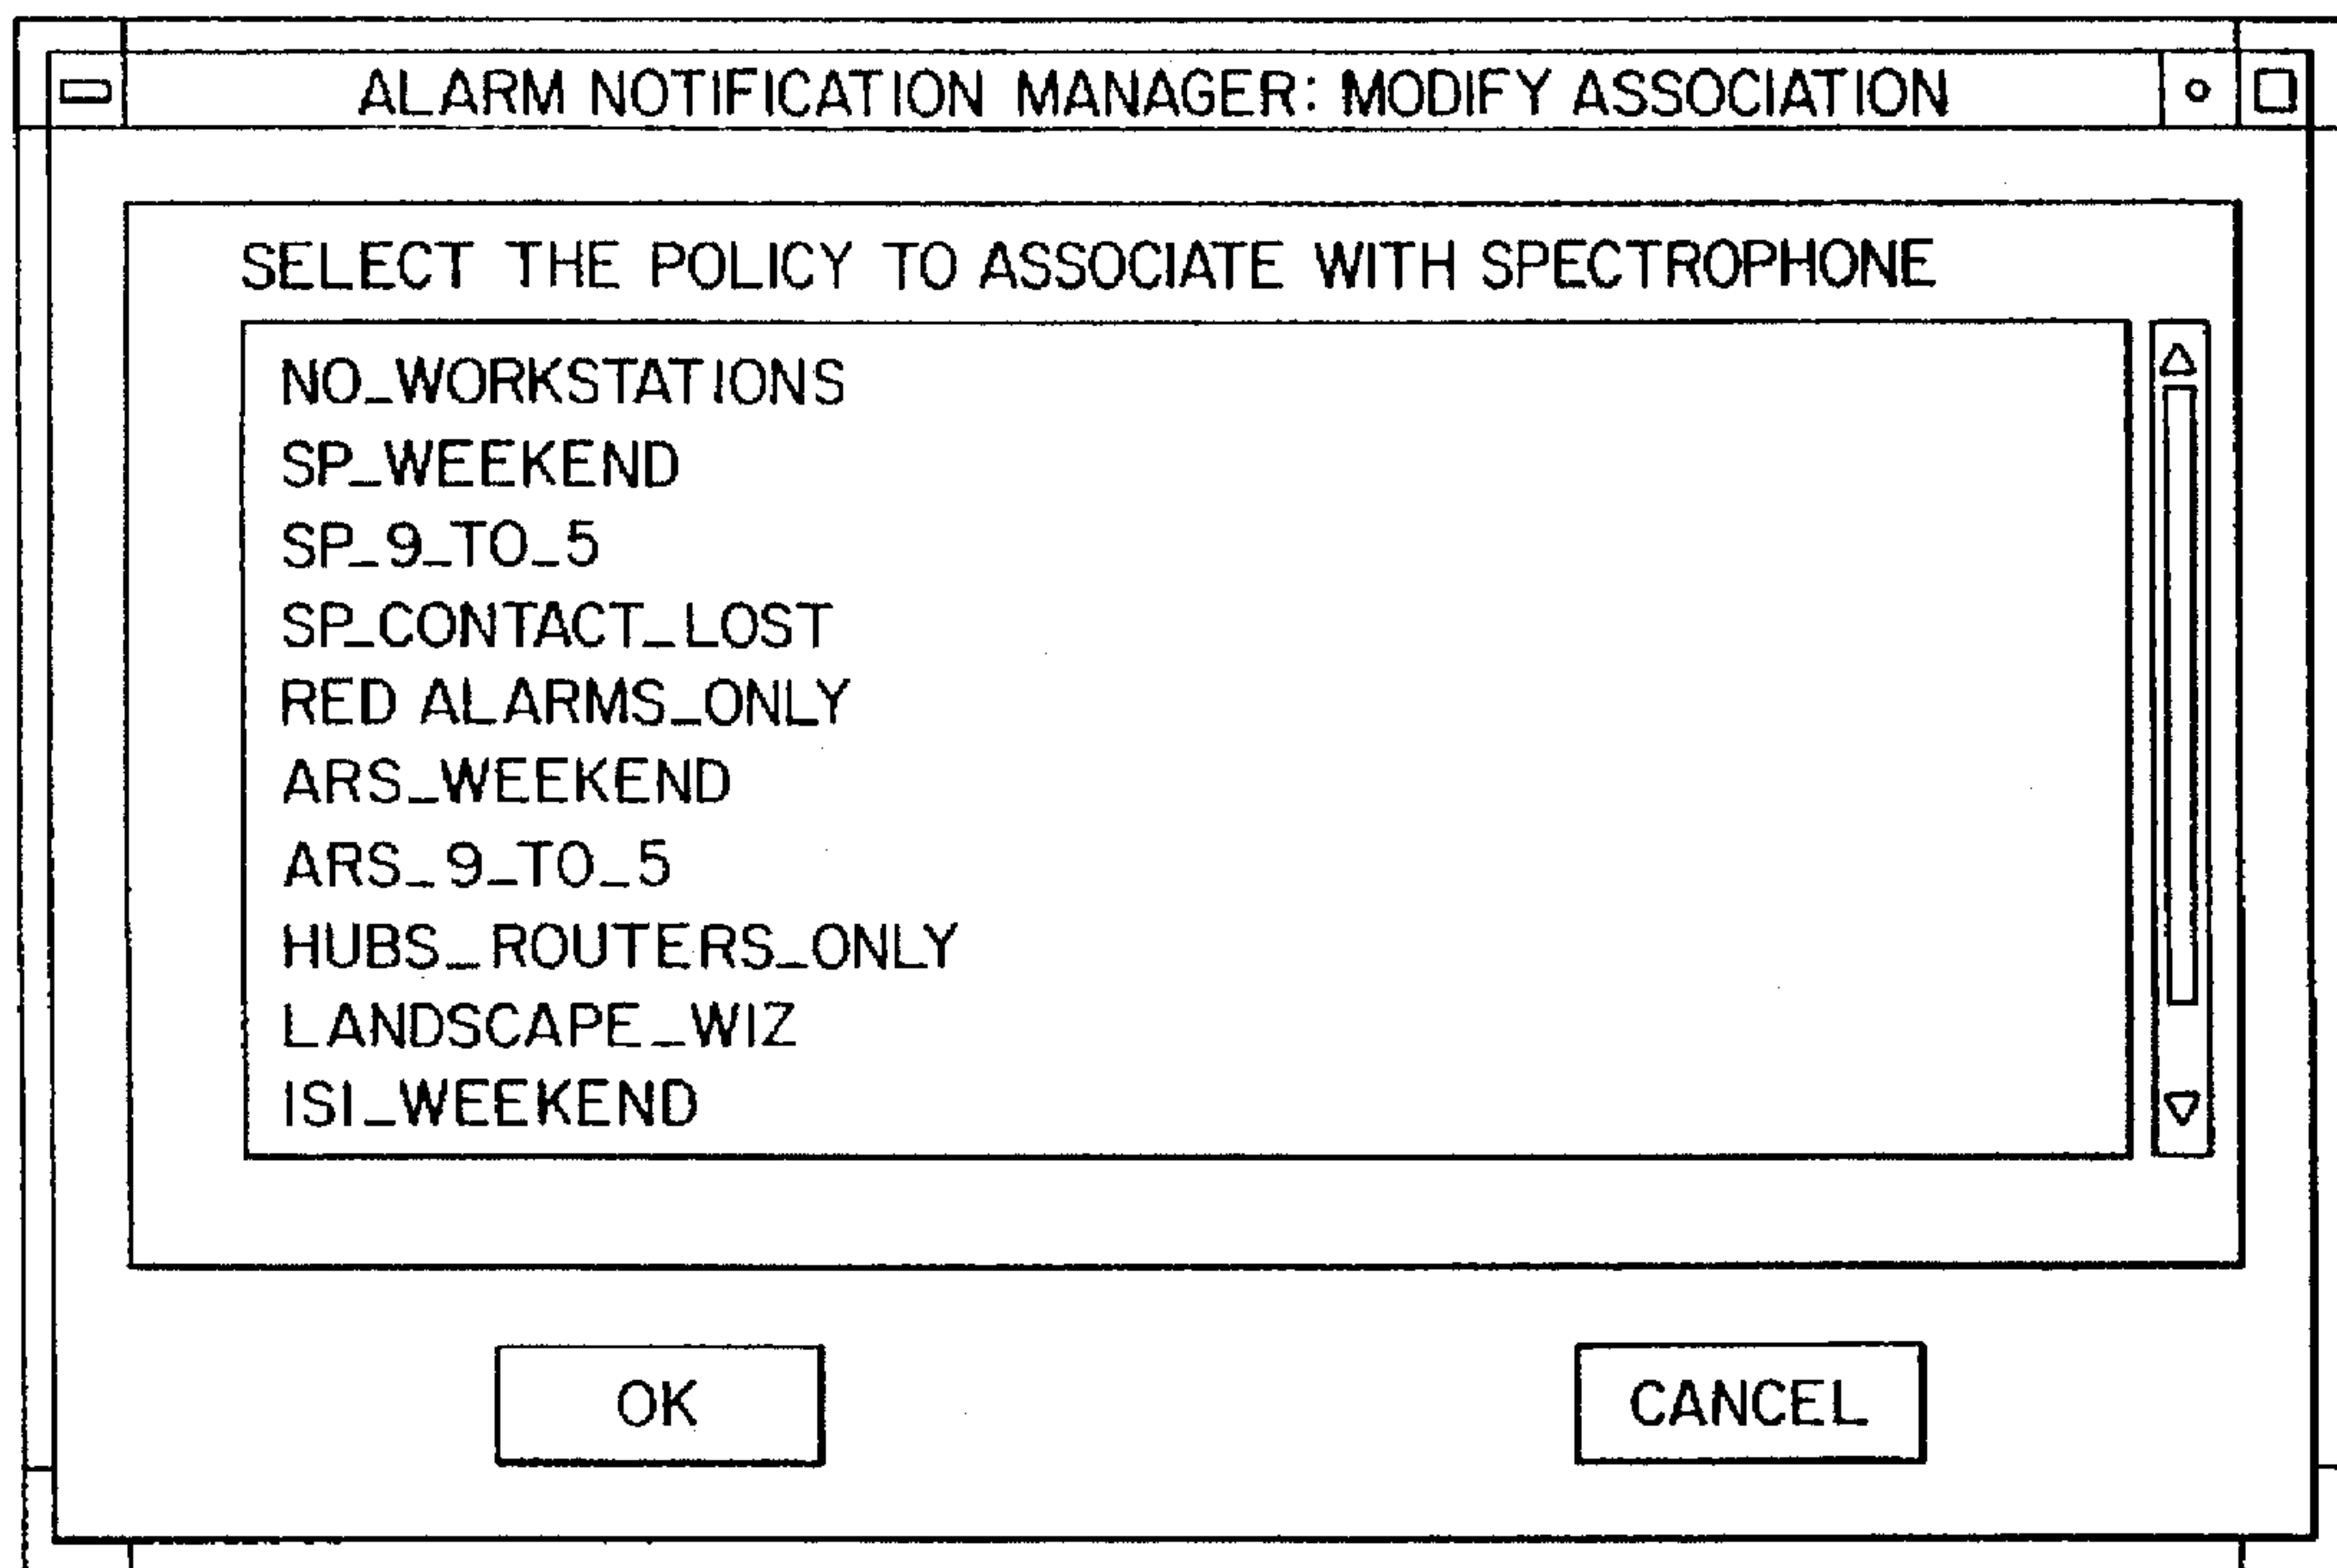 ALARM NOTIFICATION MANAGER: MODIFY ASSOCIATION
SELECT THE POLICY TO ASSOCIATE WITH SPECTROPHONE
NO_WORKSTATIONS
SP_WEEKEND
SP_9_TO_5
SP_CONTACT_LOST
RED ALARMS_ONLY
ARS_WEEKEND
ARS_9_TO_5
HUBS_ROUTERS_ONLY
LANDSCAPE_WIZ
ISI_WEEKEND
OK
CANCEL